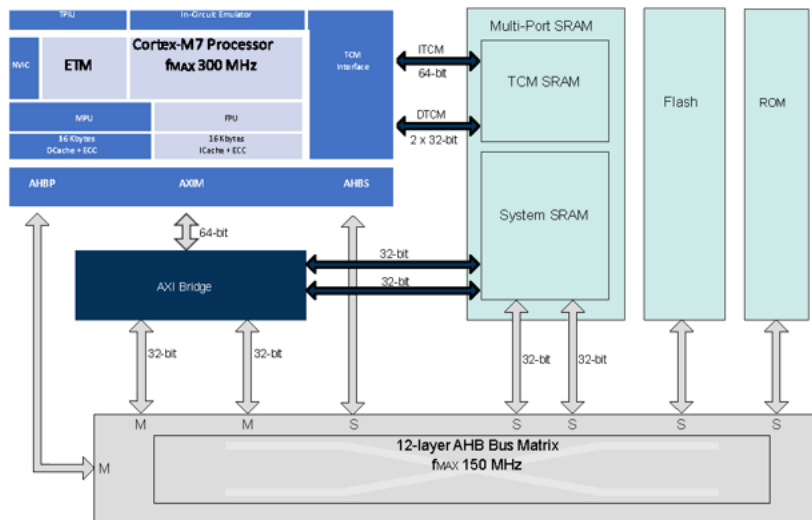 TPIU
In-Circuit Emulator
Multi-Port SRAM
NVIC
ETM
Cortex-M7 Processor
fMAX 300 MHz
TCM
Interface
ITCM
64-bit
TCM SRAM
Flash
ROM
MPU
FPU
DTCM
2 x 32-bit
16 Kbytes
DCache + ECC
16 Kbytes
ICache + ECC
AHBP
AXIM
AHBS
System SRAM
64-bit
32-bit
AXI Bridge
32-bit
32-bit
32-bit
32-bit
32-bit
M
M
S
S
S
S
S
12-layer AHB Bus Matrix
fMAX 150 MHz
M